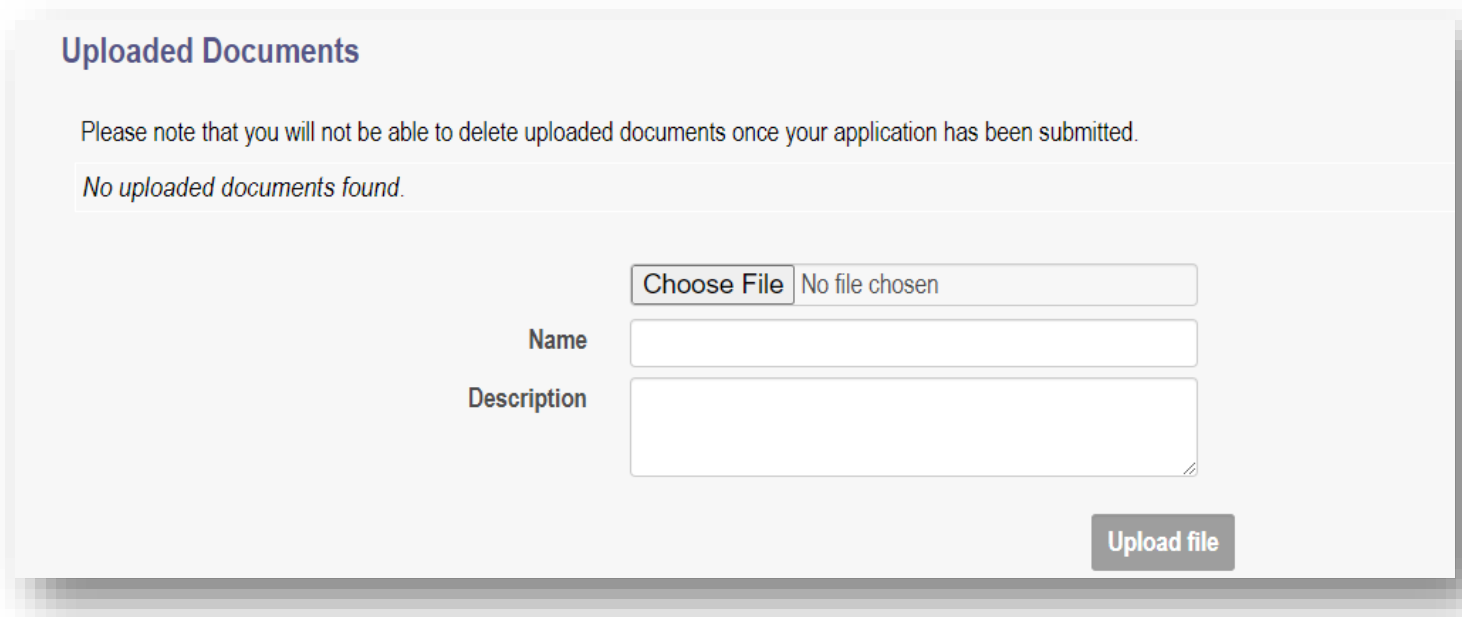 Uploaded Documents
Please note that you will not be able to delete uploaded documents once your application has been submitted.
No uploaded documents found.
Choose File No file chosen
Name
Description
Upload file